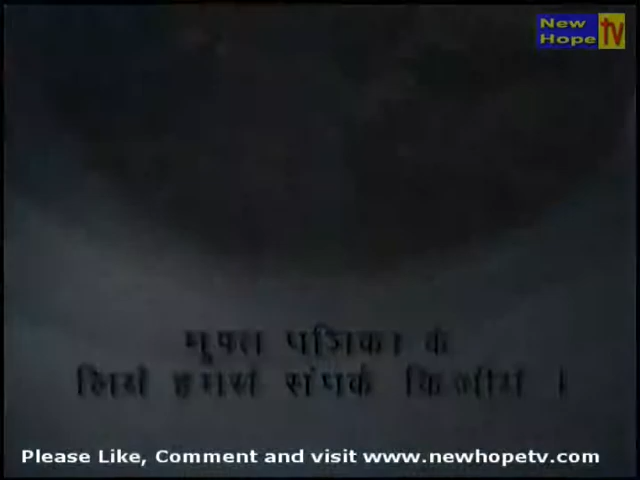 New
Hope TV
मुफ्त पत्रिका के
लिये हमसे संपर्क किजीये ।
Please Like, Comment and visit www.newhopetv.com